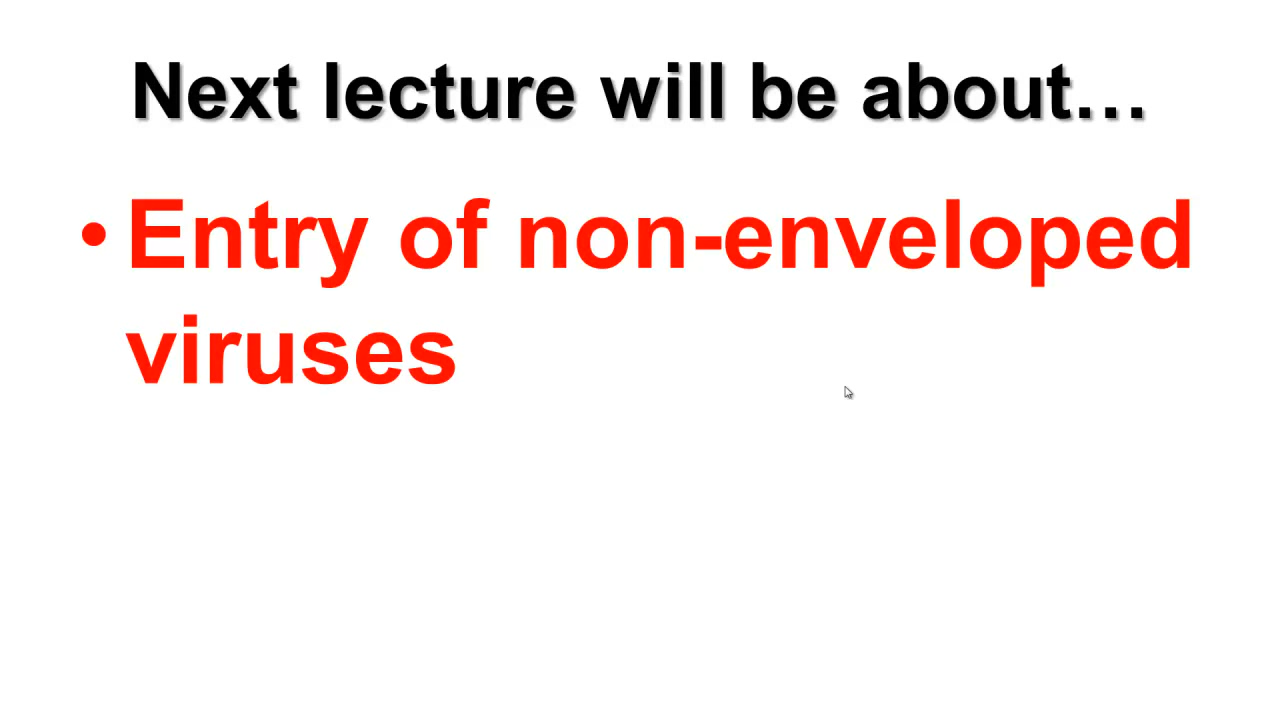 Next lecture will be about…
• Entry of non-enveloped
viruses